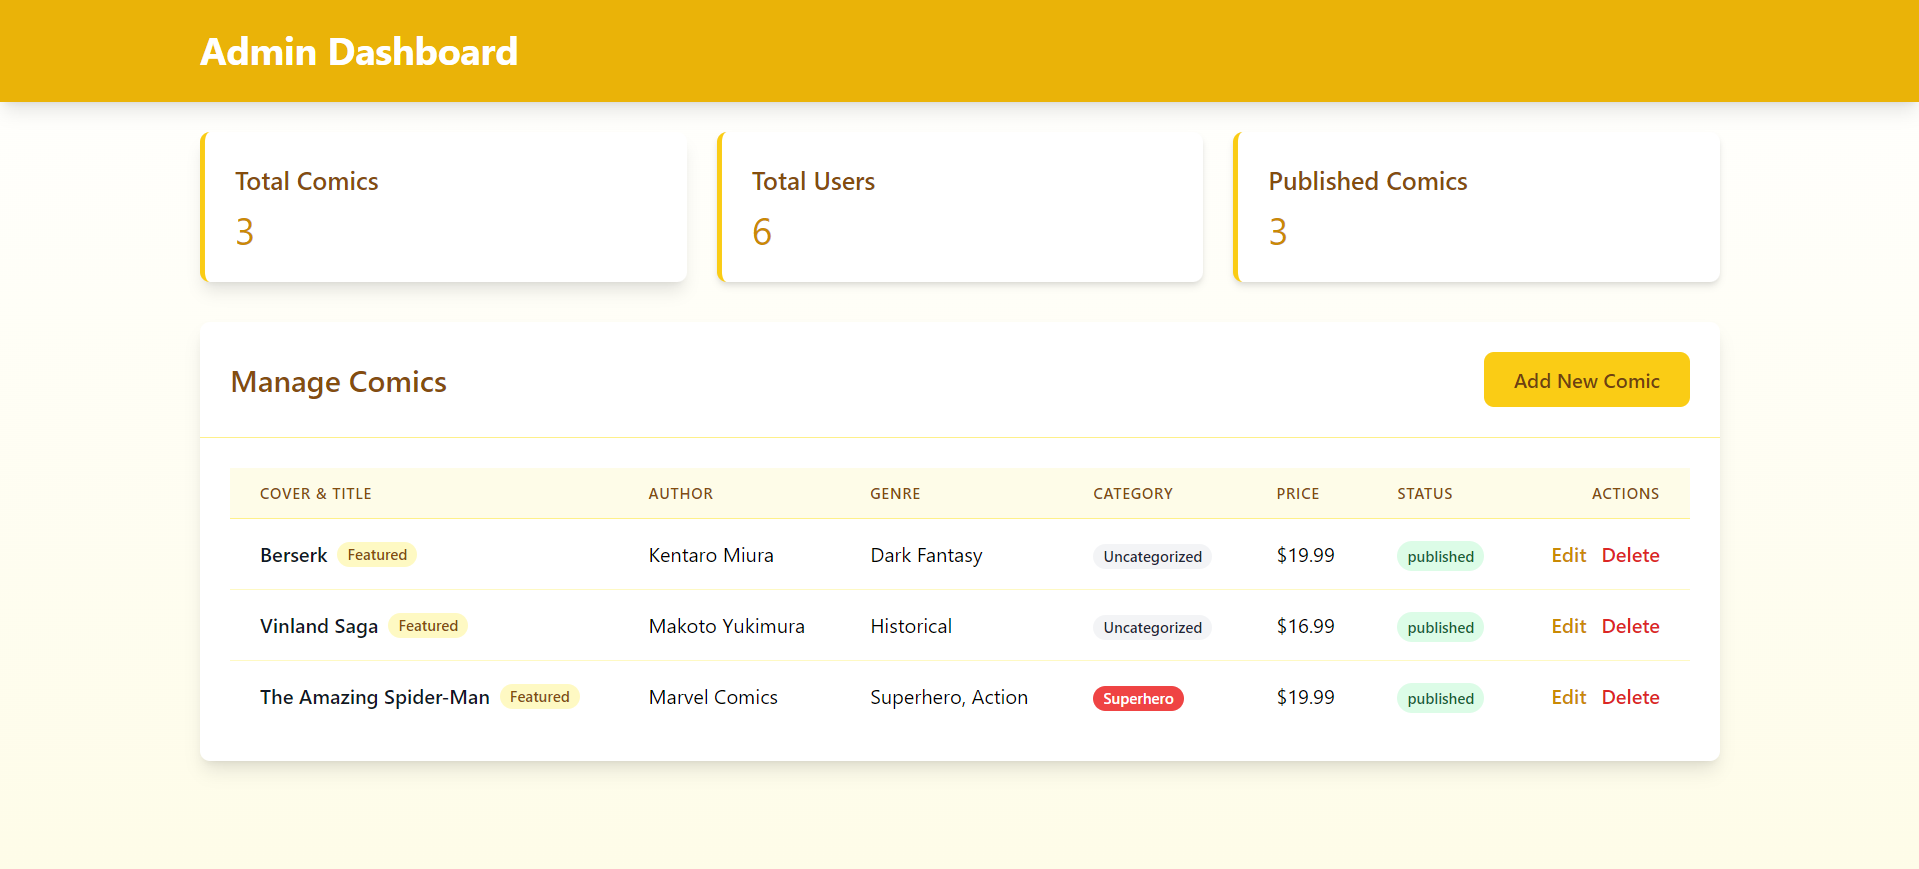 Admin Dashboard
Total Comics
3
Total Users
6
Published Comics
3
Manage Comics
Add New Comic
COVER & TITLE AUTHOR GENRE CATEGORY PRICE STATUS ACTIONS
Berserk Featured Kentaro Miura Dark Fantasy Uncategorized $19.99 published Edit Delete
Vinland Saga Featured Makoto Yukimura Historical Uncategorized $16.99 published Edit Delete
The Amazing Spider-Man Featured Marvel Comics Superhero, Action Superhero $19.99 published Edit Delete